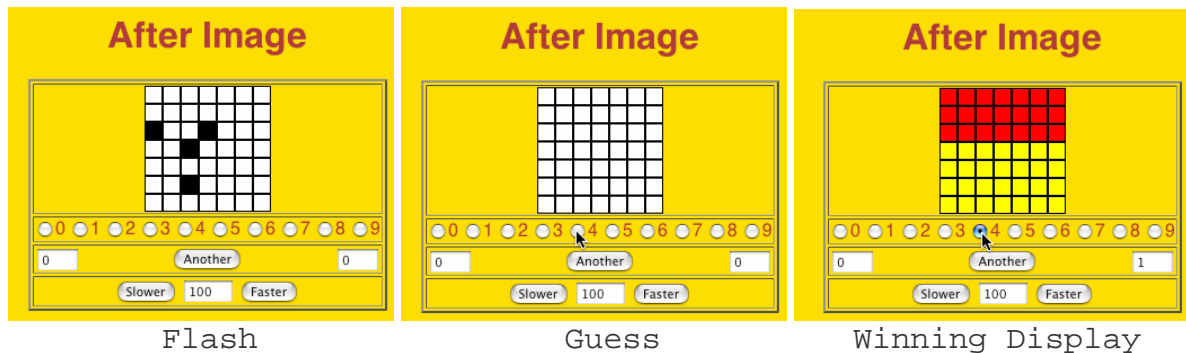 After Image
0 1 2 3 4 5 6 7 8 9
0 Another 0
Slower 100 Faster
Flash
After Image
0 1 2 3 4 5 6 7 8 9
0 Another 0
Slower 100 Faster
Guess
After Image
0 1 2 3 4 5 6 7 8 9
0 Another 1
Slower 100 Faster
Winning Display